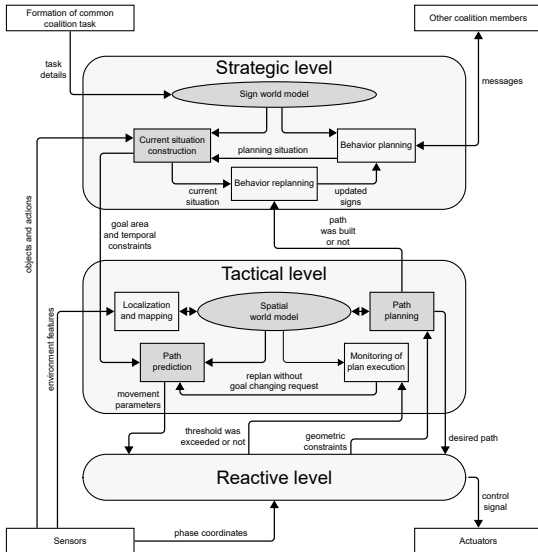 Formation of common
coalition task
Other coalition members
task
details
messages
Strategic level
Sign world model
Current situation
construction
planning situation
Behavior planning
current
situation
Behavior replanning
updated
signs
objects and actions
goal area
and temporal
constraints
path
was built
or not
Tactical level
environment features
Localization
and mapping
Spatial
world model
Path
planning
Path
prediction
replan without
goal changing request
Monitoring of
plan execution
movement
parameters
threshold was
exceeded or not
geometric
constraints
desired path
Reactive level
control
signal
phase coordinates
Sensors
Actuators